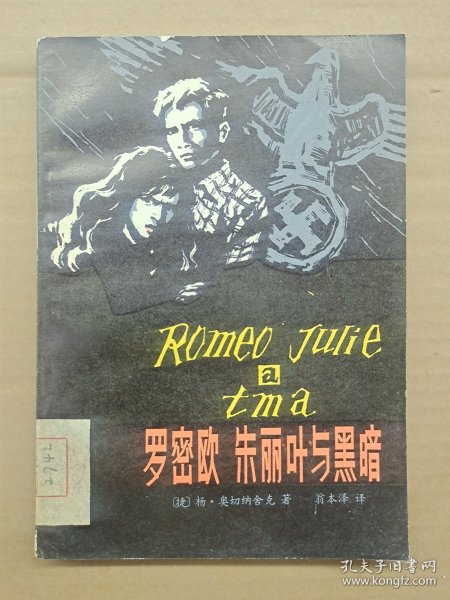 Romeo Julie
a
tma
罗密欧 朱丽叶与黑暗
[捷] 杨·奥切纳舍克 著 翁本泽 译
2742
孔夫子旧书网
www.kongfz.com